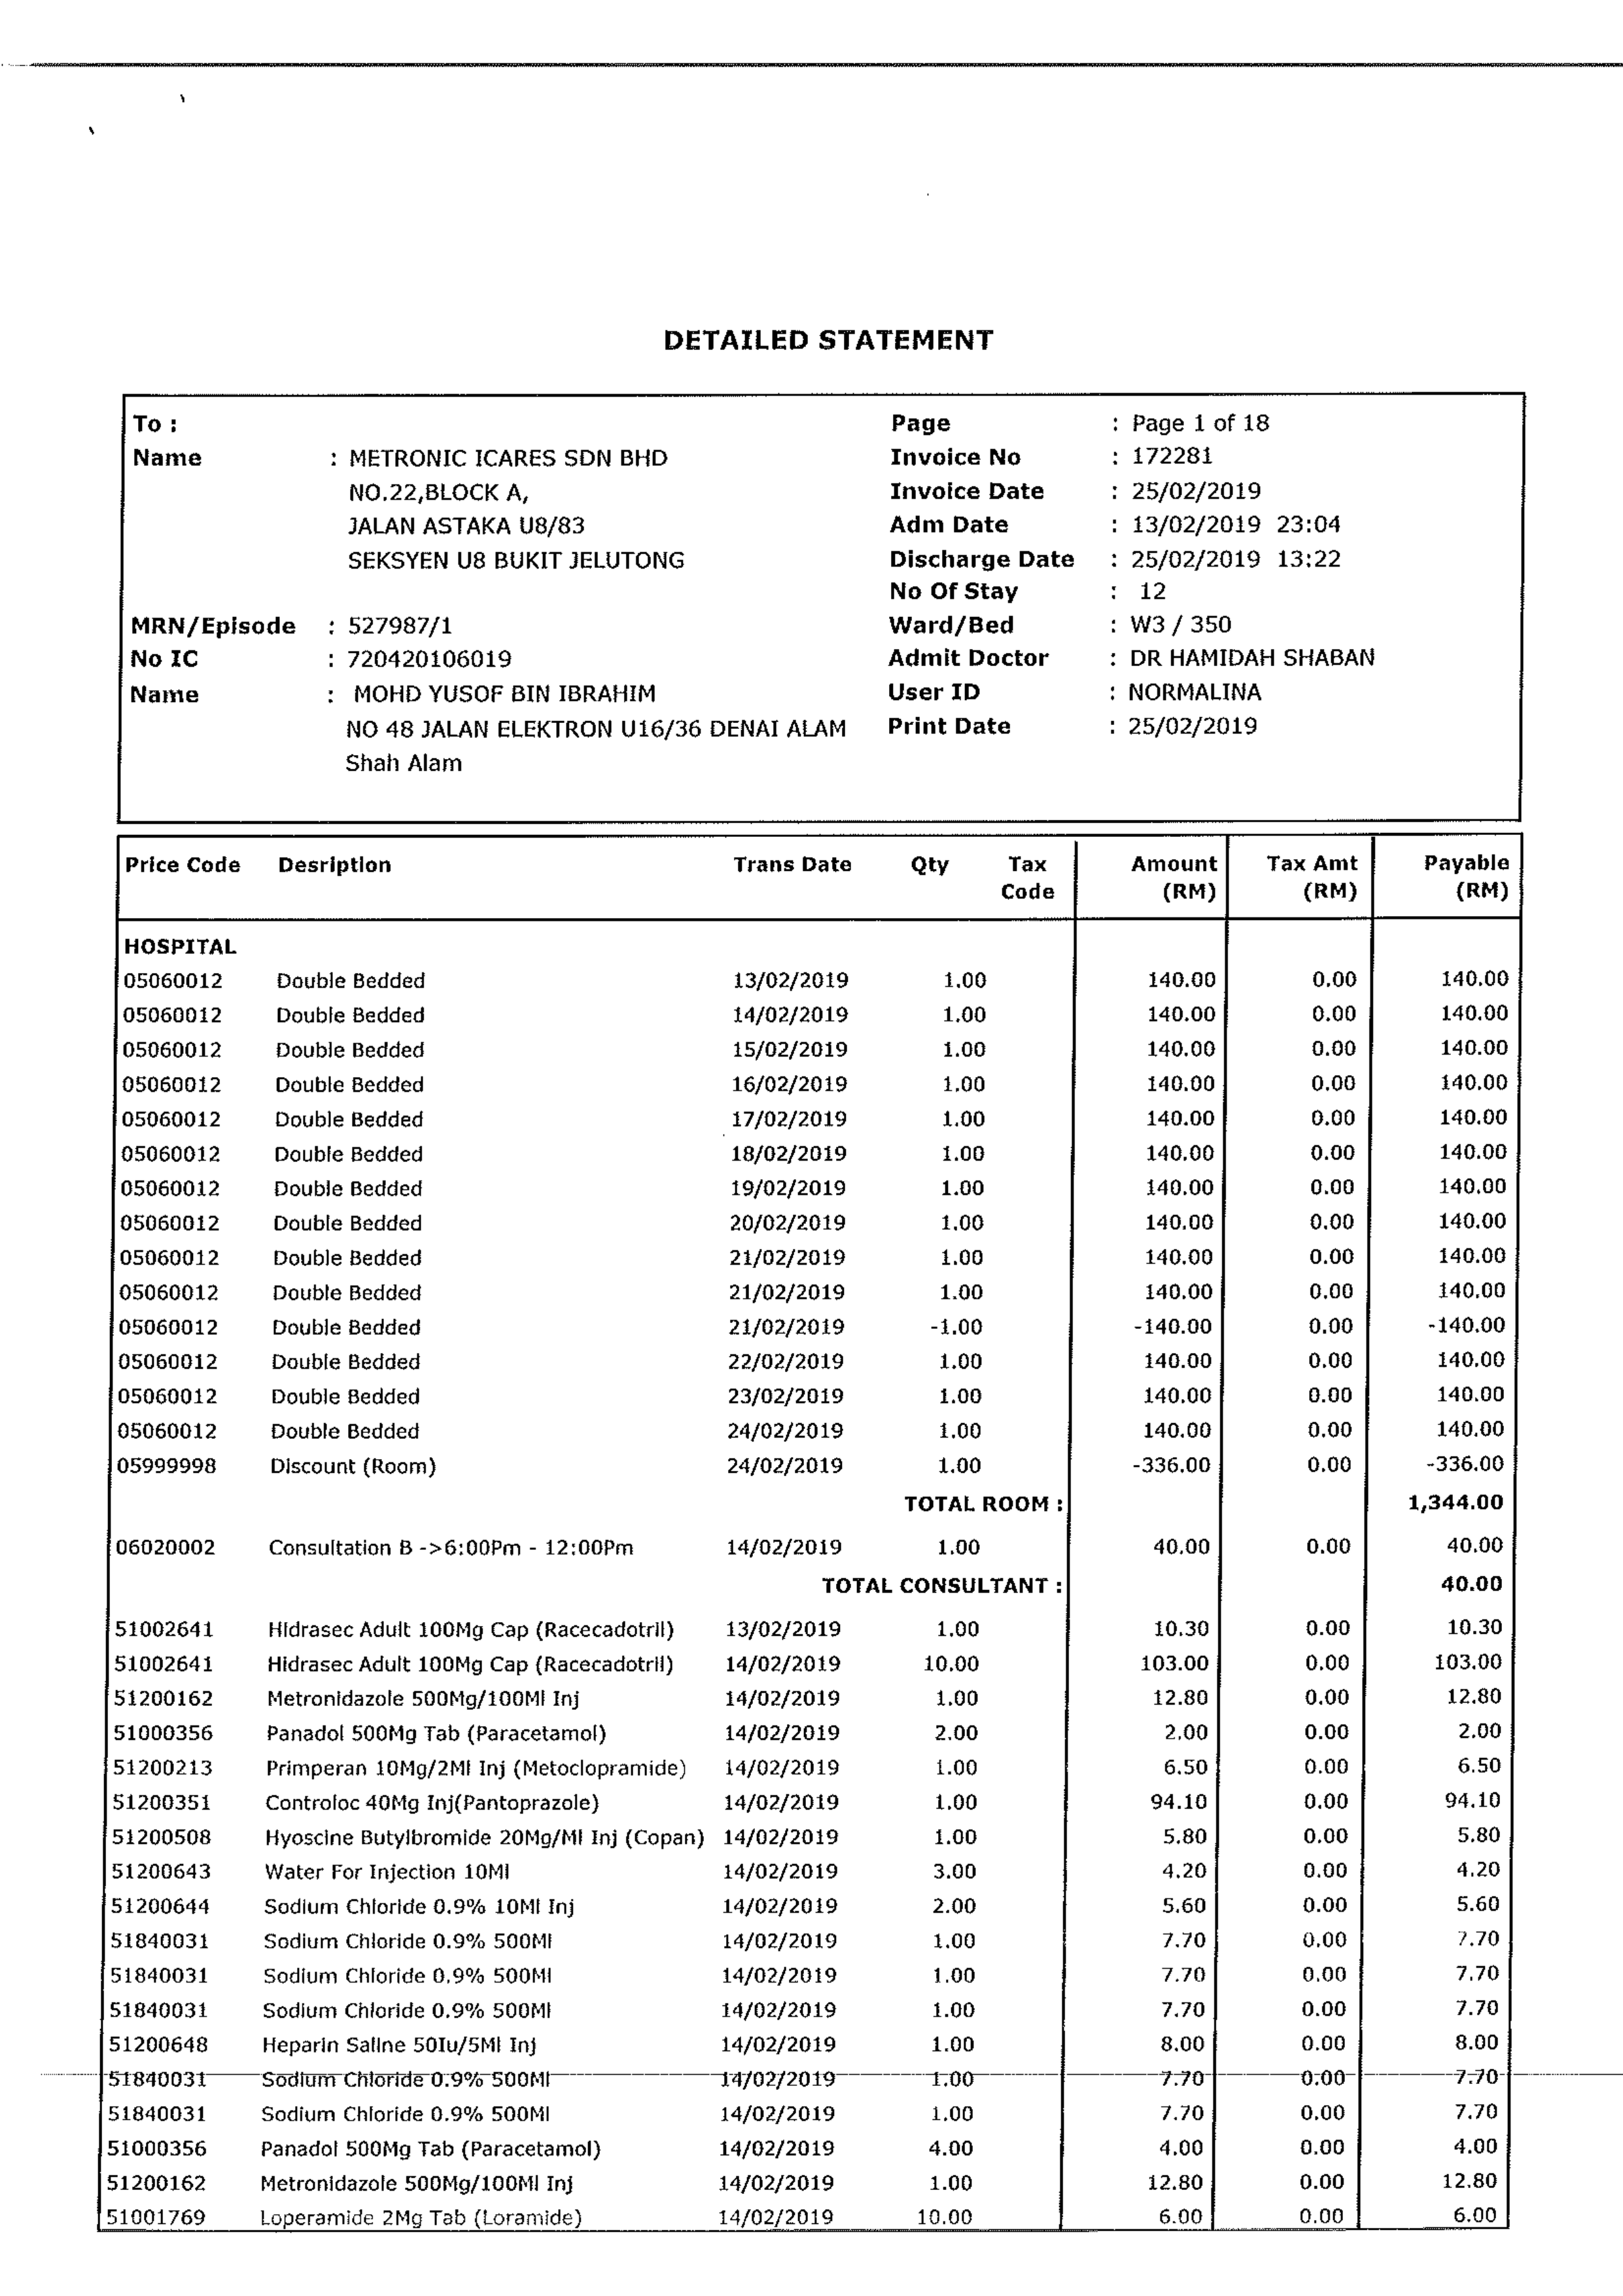 DETAILED STATEMENT
To :
Name : METRONIC ICARES SDN BHD
NO.22,BLOCK A,
JALAN ASTAKA U8/83
SEKSYEN U8 BUKIT JELUTONG
MRN/Episode : 527987/1
No IC : 720420106019
Name : MOHD YUSOF BIN IBRAHIM
NO 48 JALAN ELEKTRON U16/36 DENAI ALAM
Shah Alam
Page : Page 1 of 18
Invoice No : 172281
Invoice Date : 25/02/2019
Adm Date : 13/02/2019 23:04
Discharge Date : 25/02/2019 13:22
No Of Stay : 12
Ward/Bed : W3 / 350
Admit Doctor : DR HAMIDAH SHABAN
User ID : NORMALINA
Print Date : 25/02/2019
Price Code Desription Trans Date Qty Tax Amount Tax Amt Payable
Code (RM) (RM) (RM)
HOSPITAL
05060012 Double Bedded 13/02/2019 1.00 140.00 0.00 140.00
05060012 Double Bedded 14/02/2019 1.00 140.00 0.00 140.00
05060012 Double Bedded 15/02/2019 1.00 140.00 0.00 140.00
05060012 Double Bedded 16/02/2019 1.00 140.00 0.00 140.00
05060012 Double Bedded 17/02/2019 1.00 140.00 0.00 140.00
05060012 Double Bedded 18/02/2019 1.00 140.00 0.00 140.00
05060012 Double Bedded 19/02/2019 1.00 140.00 0.00 140.00
05060012 Double Bedded 20/02/2019 1.00 140.00 0.00 140.00
05060012 Double Bedded 21/02/2019 1.00 140.00 0.00 140.00
05060012 Double Bedded 21/02/2019 1.00 140.00 0.00 140.00
05060012 Double Bedded 21/02/2019 -1.00 -140.00 0.00 -140.00
05060012 Double Bedded 22/02/2019 1.00 140.00 0.00 140.00
05060012 Double Bedded 23/02/2019 1.00 140.00 0.00 140.00
05060012 Double Bedded 24/02/2019 1.00 140.00 0.00 140.00
05999998 Discount (Room) 24/02/2019 1.00 -336.00 0.00 -336.00
TOTAL ROOM : 1,344.00
06020002 Consultation B ->6:00Pm - 12:00Pm 14/02/2019 1.00 40.00 0.00 40.00
TOTAL CONSULTANT : 40.00
51002641 Hidrasec Adult 100Mg Cap (Racecadotril) 13/02/2019 1.00 10.30 0.00 10.30
51002641 Hidrasec Adult 100Mg Cap (Racecadotril) 14/02/2019 10.00 103.00 0.00 103.00
51200162 Metronidazole 500Mg/100Ml Inj 14/02/2019 1.00 12.80 0.00 12.80
51000356 Panadol 500Mg Tab (Paracetamol) 14/02/2019 2.00 2.00 0.00 2.00
51200213 Primperan 10Mg/2Ml Inj (Metoclopramide) 14/02/2019 1.00 6.50 0.00 6.50
51200351 Controloc 40Mg Inj(Pantoprazole) 14/02/2019 1.00 94.10 0.00 94.10
51200508 Hyoscine Butylbromide 20Mg/Ml Inj (Copan) 14/02/2019 1.00 5.80 0.00 5.80
51200643 Water For Injection 10Ml 14/02/2019 3.00 4.20 0.00 4.20
51200644 Sodium Chloride 0.9% 10Ml Inj 14/02/2019 2.00 5.60 0.00 5.60
51840031 Sodium Chloride 0.9% 500Ml 14/02/2019 1.00 7.70 0.00 7.70
51840031 Sodium Chloride 0.9% 500Ml 14/02/2019 1.00 7.70 0.00 7.70
51840031 Sodium Chloride 0.9% 500Ml 14/02/2019 1.00 7.70 0.00 7.70
51200648 Heparin Saline 50Iu/5Ml Inj 14/02/2019 1.00 8.00 0.00 8.00
51840031 Sodium Chloride 0.9% 500Ml 14/02/2019 1.00 7.70 0.00 7.70
51840031 Sodium Chloride 0.9% 500Ml 14/02/2019 1.00 7.70 0.00 7.70
51000356 Panadol 500Mg Tab (Paracetamol) 14/02/2019 4.00 4.00 0.00 4.00
51200162 Metronidazole 500Mg/100Ml Inj 14/02/2019 1.00 12.80 0.00 12.80
51001769 Loperamide 2Mg Tab (Loramide) 14/02/2019 10.00 6.00 0.00 6.00